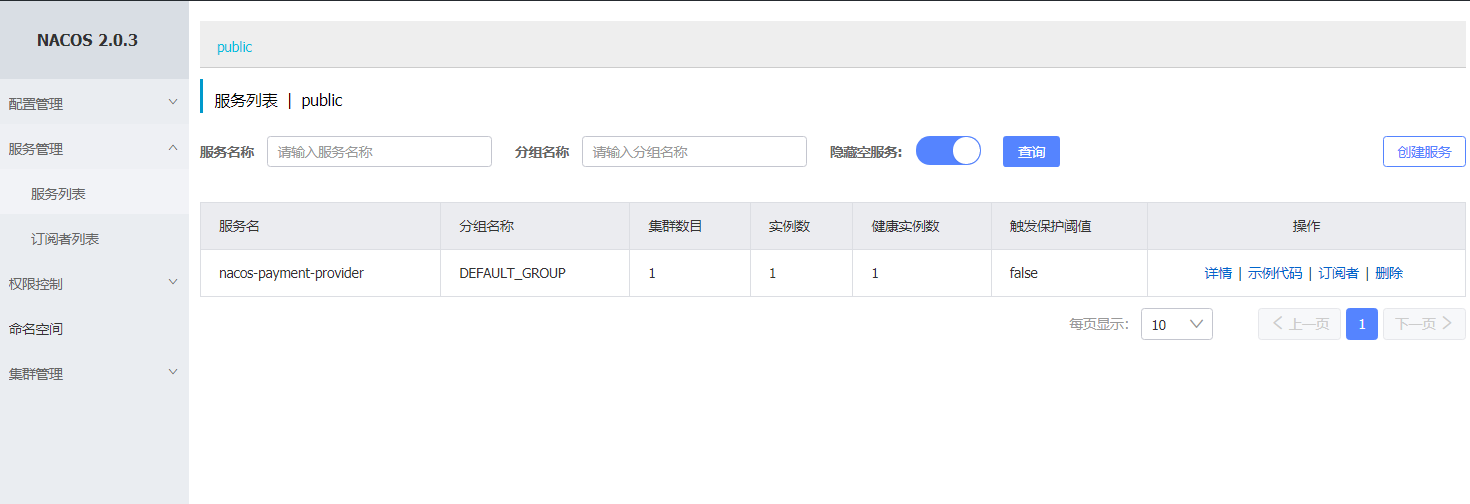 NACOS 2.0.3
配置管理
服务管理
服务列表
订阅者列表
权限控制
命名空间
集群管理
public
服务列表 | public
服务名称 请输入服务名称 分组名称 请输入分组名称 隐藏空服务: 查询 创建服务
服务名 分组名称 集群数目 实例数 健康实例数 触发保护阈值 操作
nacos-payment-provider DEFAULT_GROUP 1 1 1 false 详情 | 示例代码 | 订阅者 | 删除
每页显示: 10 上一页 1 下一页